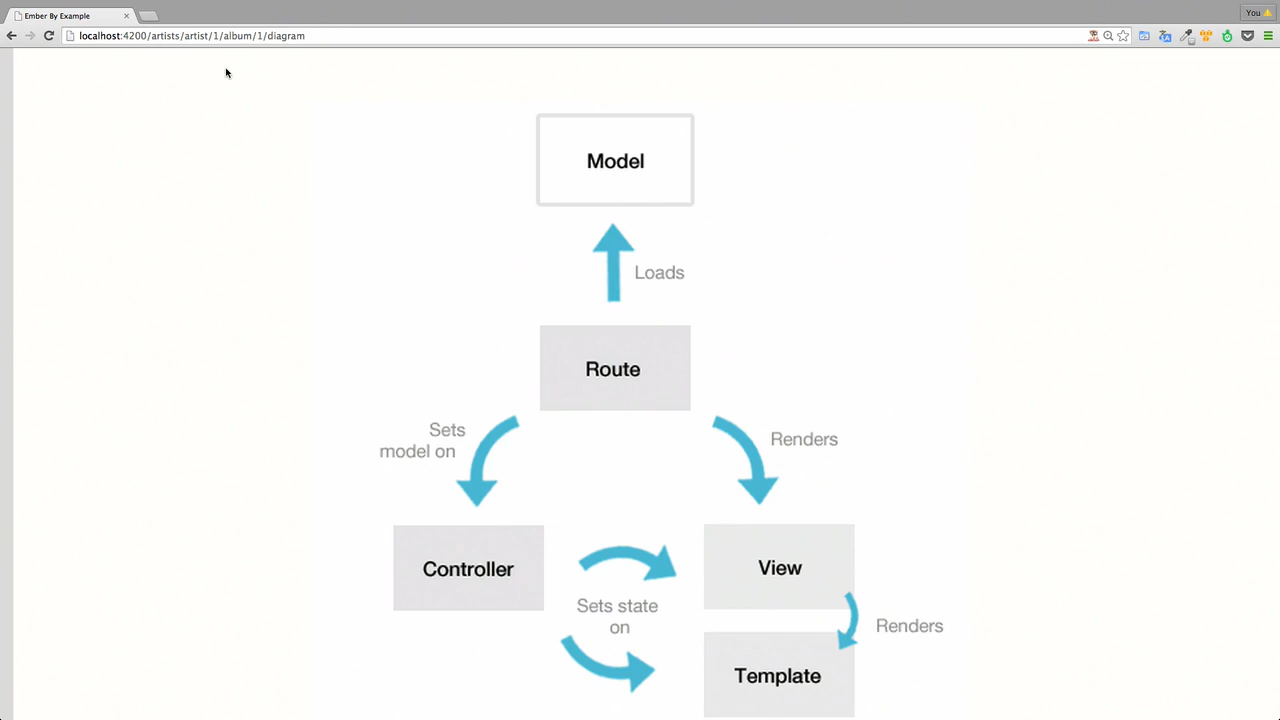 Ember By Example
You
localhost:4200/artists/artist/1/album/1/diagram
Model
Loads
Route
Sets
model on
Renders
Controller
View
Sets state
on
Renders
Template